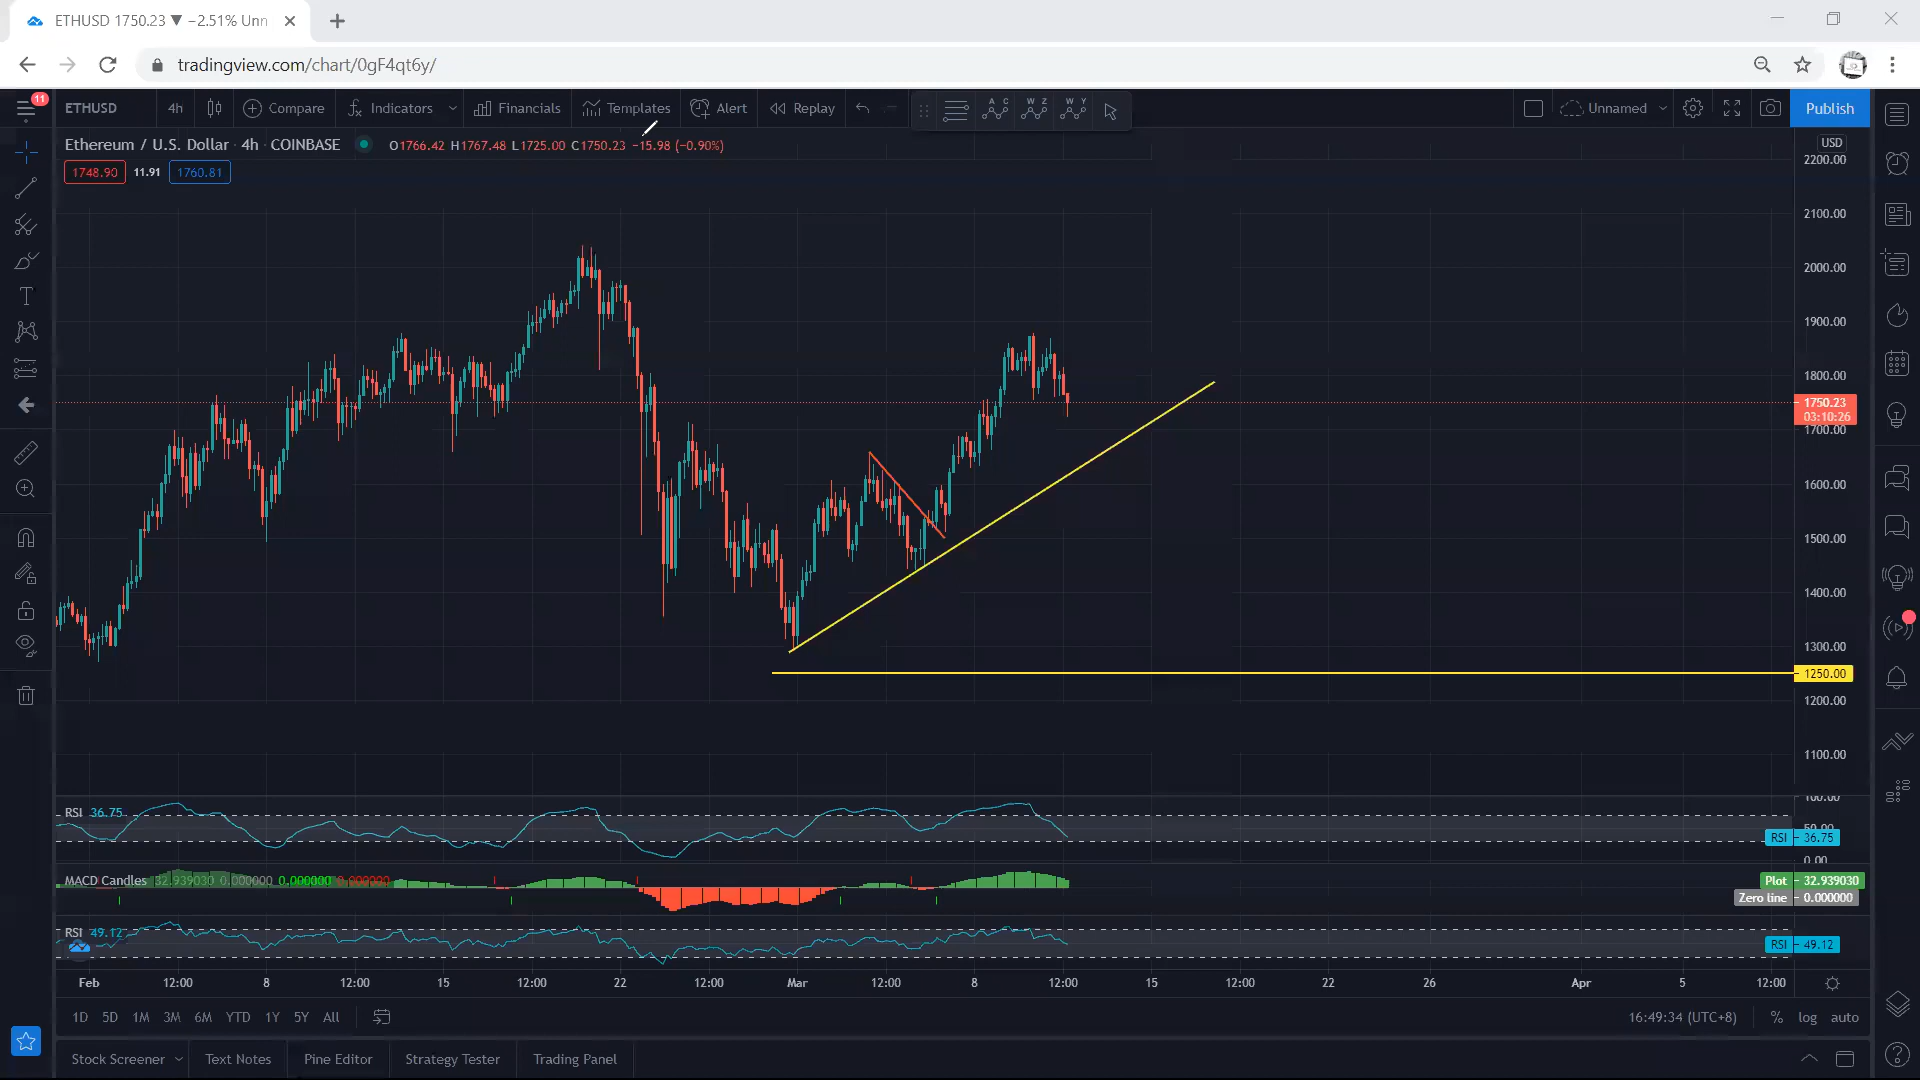 ETHUSD 1750.23 ▼ −2.51% Unn
tradingview.com/chart/0gF4qt6y/
11
ETHUSD 4h Compare Indicators Financials Templates Alert Replay Unnamed Publish
A C W Z W Y
Ethereum / U.S. Dollar · 4h · COINBASE O1766.42 H1767.48 L1725.00 C1750.23 −15.98 (−0.90%)
1748.90 11.91 1760.81
USD
2200.00
2100.00
2000.00
1900.00
1800.00
1750.23
03:10:26
1700.00
1600.00
1500.00
1400.00
1300.00
1250.00
1200.00
1100.00
100.00
RSI 36.75
50.00
RSI 36.75
0.00
MACD Candles 32.939030 0.000000 0.000000 0.000000
Plot 32.939030
Zero line 0.000000
RSI 49.12
RSI 49.12
Feb 12:00 8 12:00 15 12:00 22 12:00 Mar 12:00 8 12:00 15 12:00 22 26 Apr 5 12:00
1D 5D 1M 3M 6M YTD 1Y 5Y All 16:49:34 (UTC+8) % log auto
Stock Screener Text Notes Pine Editor Strategy Tester Trading Panel